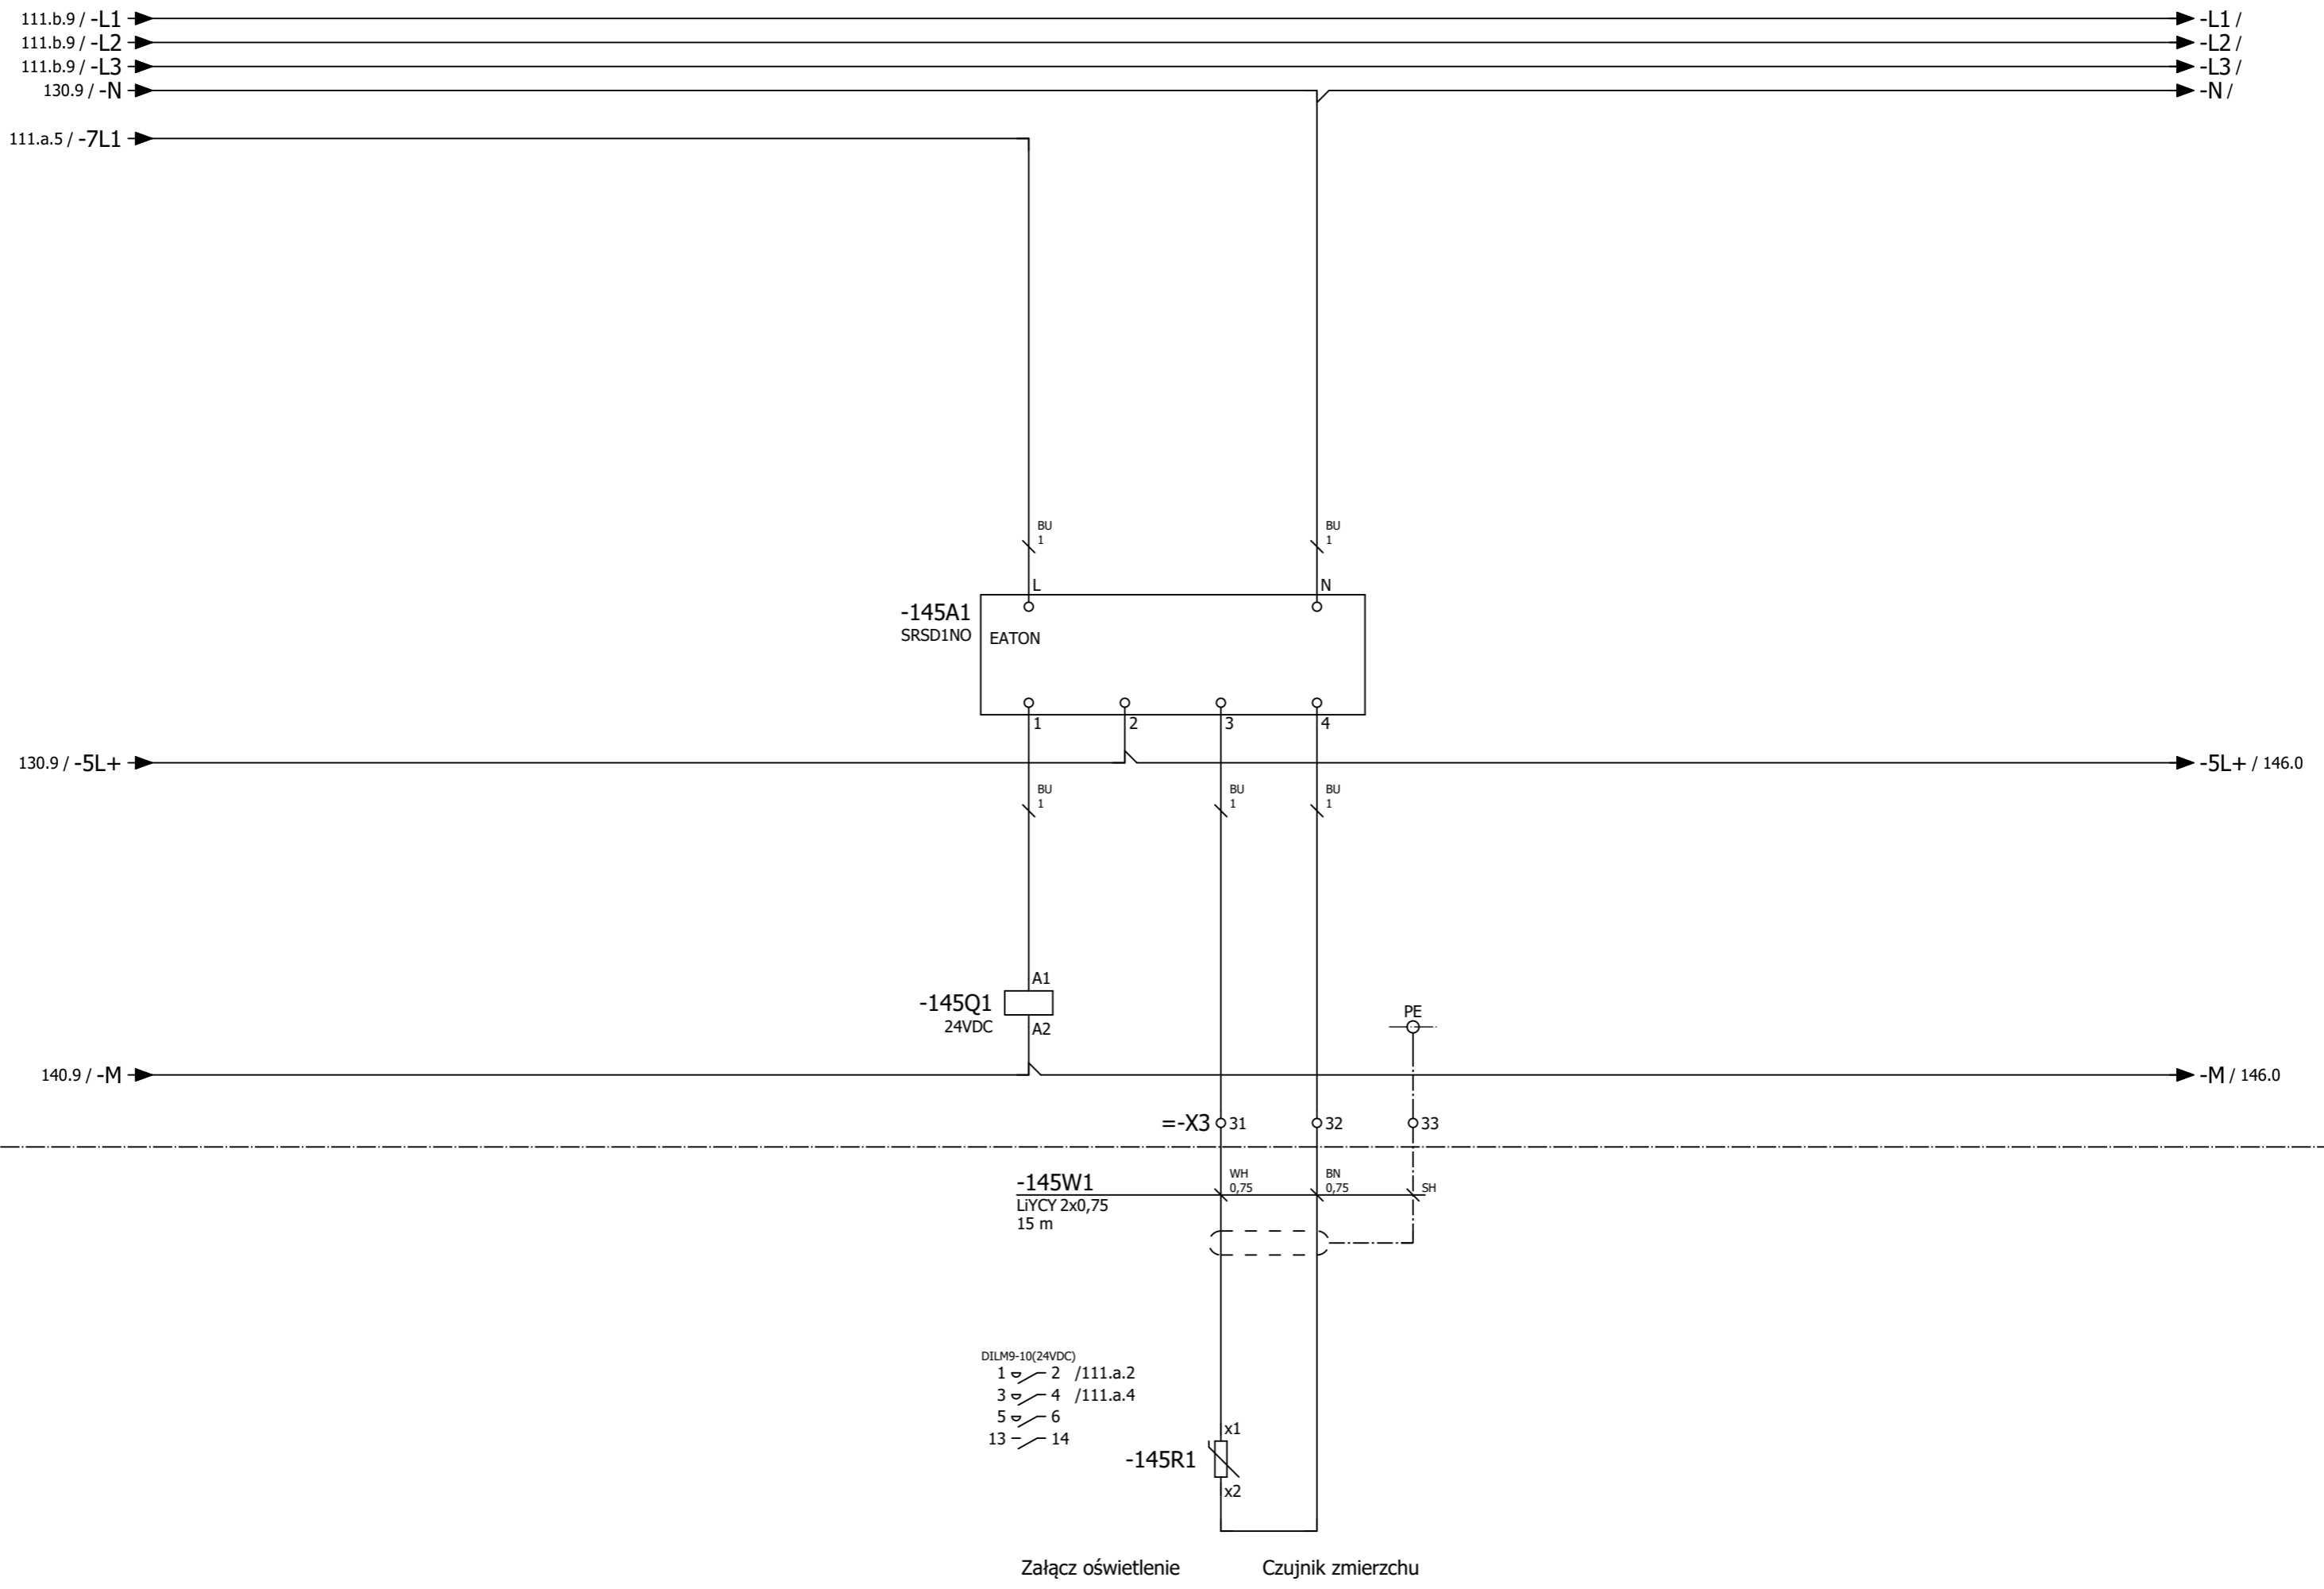 111.b.9 / -L1
-L1 /
111.b.9 / -L2
-L2 /
111.b.9 / -L3
-L3 /
130.9 / -N
-N /
111.a.5 / -7L1
BU
1
BU
1
L
N
-145A1
SRSD1NO
EATON
1
2
3
4
130.9 / -5L+
-5L+ / 146.0
BU
1
BU
1
BU
1
A1
-145Q1
24VDC
A2
PE
140.9 / -M
-M / 146.0
=-X3
31
32
33
-145W1
LiYCY 2x0,75
15 m
WH
0,75
BN
0,75
SH
DILM9-10(24VDC)
1 2 /111.a.2
3 4 /111.a.4
5 6
13 14
x1
-145R1
x2
Załącz oświetlenie
Czujnik zmierzchu